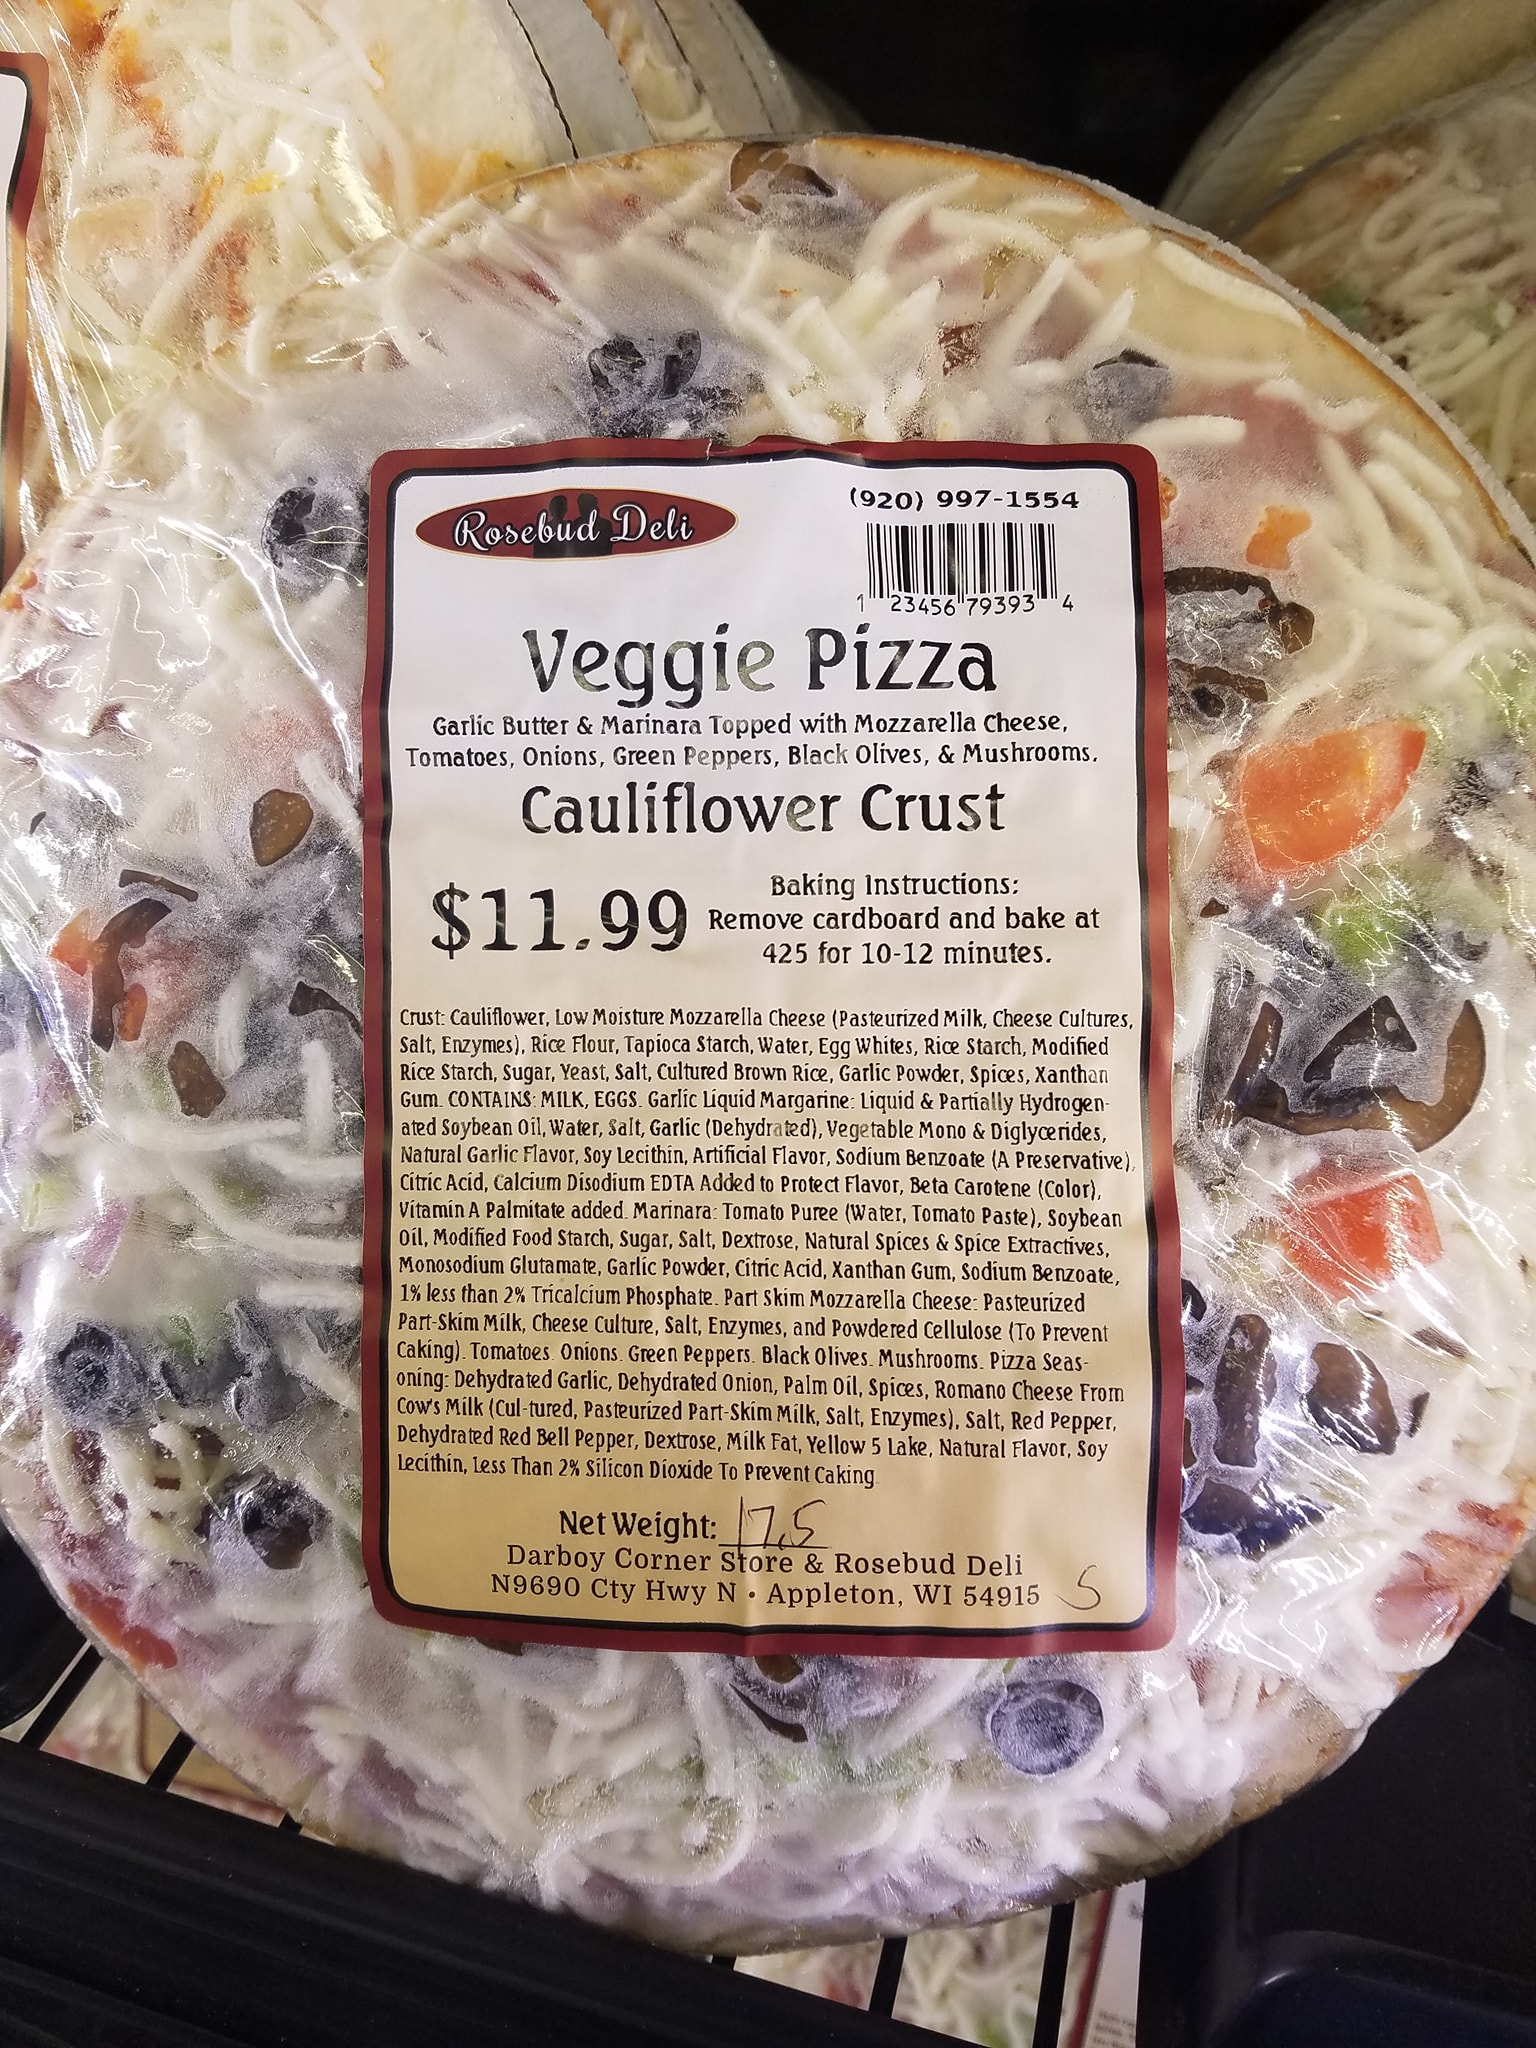 Rosebud Deli
(920) 997-1554
1 23456 79393 4
Veggie Pizza
Garlic Butter & Marinara Topped with Mozzarella Cheese,
Tomatoes, Onions, Green Peppers, Black Olives, & Mushrooms.
Cauliflower Crust
$11.99
Baking Instructions:
Remove cardboard and bake at
425 for 10-12 minutes.
Crust: Cauliflower, Low Moisture Mozzarella Cheese (Pasteurized Milk, Cheese Cultures,
Salt, Enzymes), Rice Flour, Tapioca Starch, Water, Egg Whites, Rice Starch, Modified
Rice Starch, Sugar, Yeast, Salt, Cultured Brown Rice, Garlic Powder, Spices, Xanthan
Gum. CONTAINS: MILK, EGGS. Garlic Liquid Margarine: Liquid & Partially Hydrogen-
ated Soybean Oil, Water, Salt, Garlic (Dehydrated), Vegetable Mono & Diglycerides,
Natural Garlic Flavor, Soy Lecithin, Artificial Flavor, Sodium Benzoate (A Preservative),
Citric Acid, Calcium Disodium EDTA Added to Protect Flavor, Beta Carotene (Color),
Vitamin A Palmitate added. Marinara: Tomato Puree (Water, Tomato Paste), Soybean
Oil, Modified Food Starch, Sugar, Salt, Dextrose, Natural Spices & Spice Extractives,
Monosodium Glutamate, Garlic Powder, Citric Acid, Xanthan Gum, Sodium Benzoate,
1% less than 2% Tricalcium Phosphate. Part Skim Mozzarella Cheese: Pasteurized
Part-Skim Milk, Cheese Culture, Salt, Enzymes, and Powdered Cellulose (To Prevent
Caking). Tomatoes. Onions. Green Peppers. Black Olives. Mushrooms. Pizza Seas-
oning: Dehydrated Garlic, Dehydrated Onion, Palm Oil, Spices, Romano Cheese From
Cow's Milk (Cul-tured, Pasteurized Part-Skim Milk, Salt, Enzymes), Salt, Red Pepper,
Dehydrated Red Bell Pepper, Dextrose, Milk Fat, Yellow 5 Lake, Natural Flavor, Soy
Lecithin, Less Than 2% Silicon Dioxide To Prevent Caking.
Net Weight: 17.5
Darboy Corner Store & Rosebud Deli
N9690 Cty Hwy N • Appleton, WI 54915 S